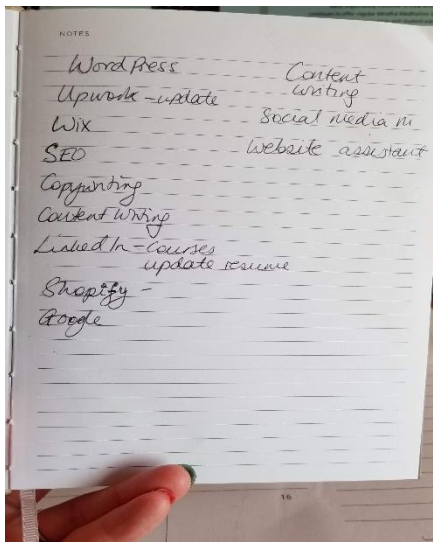 NOTES
WordPress
Upwork - update
Wix
SEO
Copywriting
Content Writing
LinkedIn - Courses
update resume
Shopify -
Google
Content
writing
Social media m
Website assistant
16